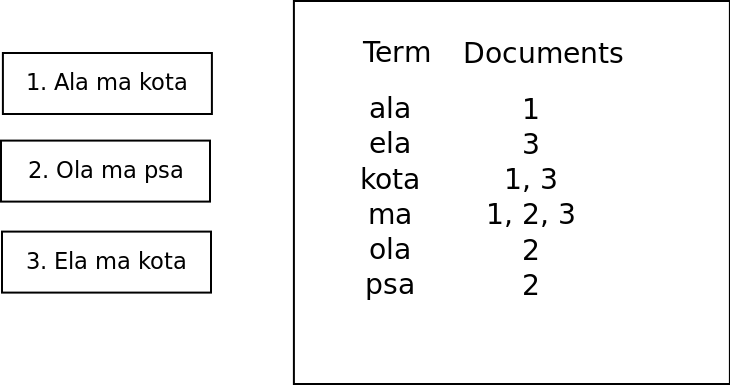 1. Ala ma kota
2. Ola ma psa
3. Ela ma kota
Term Documents
ala 1
ela 3
kota 1, 3
ma 1, 2, 3
ola 2
psa 2